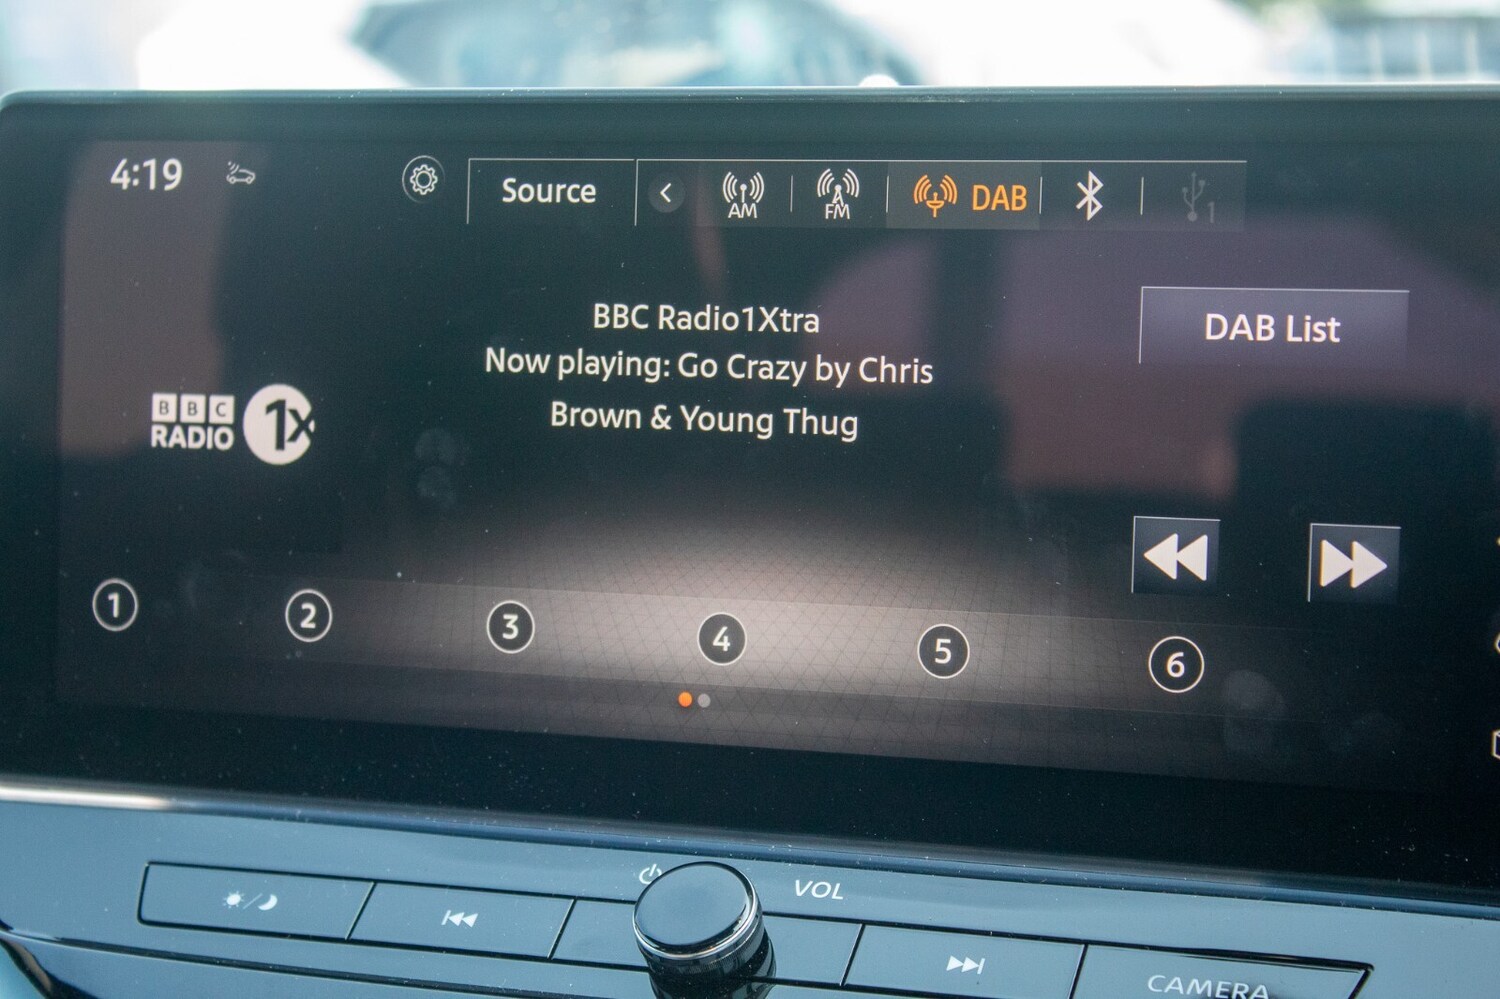 4:19
Source
AM
FM
DAB
1
BBC Radio1Xtra
Now playing: Go Crazy by Chris
Brown & Young Thug
DAB List
BBC
RADIO
1X
1
2
3
4
5
6
VOL
CAMERA